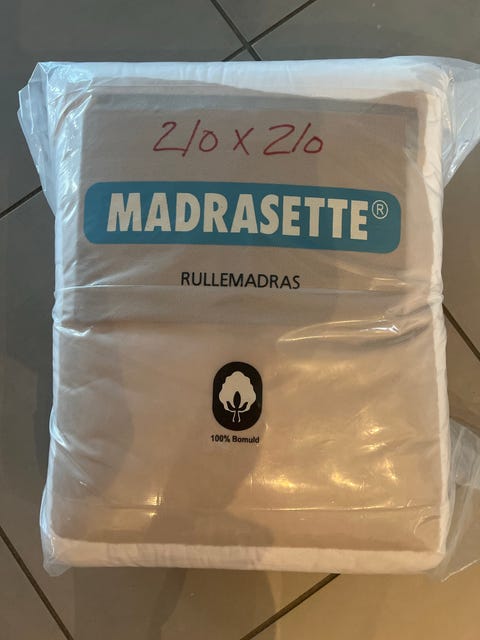 210 x 210
MADRASETTE®
RULLEMADRAS
100% Bomuld